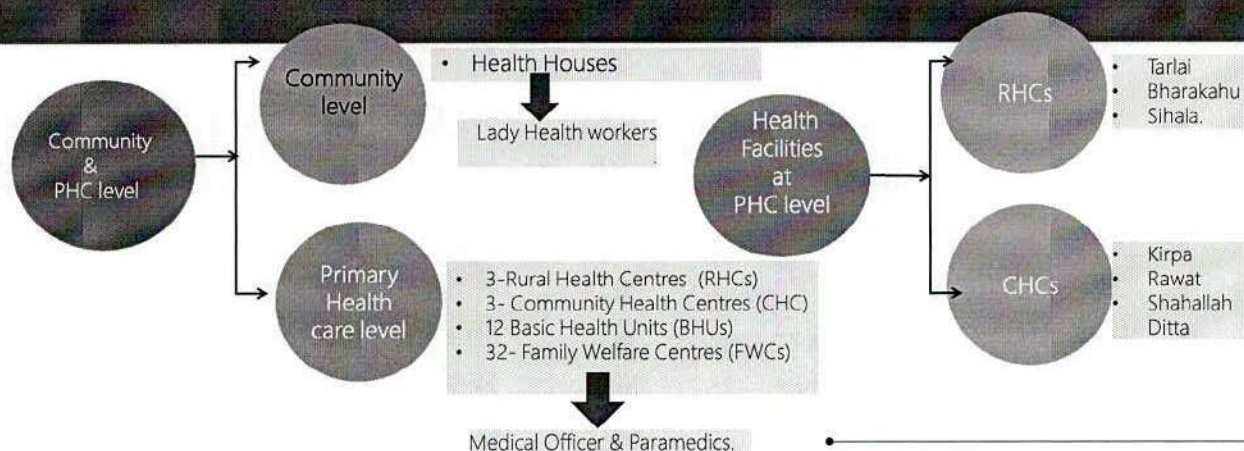 Community
&
PHC level
Community
level
• Health Houses
Lady Health workers
Primary
Health
care level
• 3-Rural Health Centres (RHCs)
• 3- Community Health Centres (CHC)
• 12 Basic Health Units (BHUs)
• 32- Family Welfare Centres (FWCs)
Medical Officer & Paramedics.
Health
Facilities
at
PHC level
RHCs
• Tarlai
• Bharakahu
• Sihala.
CHCs
• Kirpa
• Rawat
• Shahallah
Ditta